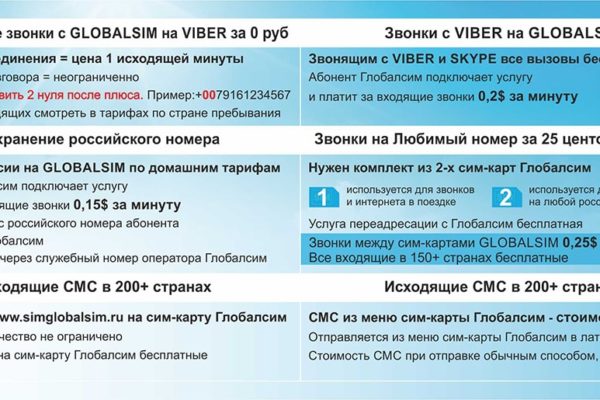 е звонки с GLOBALSIM на VIBER за 0 руб
единения = цена 1 исходящей минуты
зговора = неограниченно
вить 2 нуля после плюса. Пример:+0079161234567
дящих смотреть в тарифах по стране пребывания
Звонки с VIBER на GLOBALS
Звонящим с VIBER и SKYPE все вызовы бес
Абонент Глобалсим подключает услугу
и платит за входящие звонки 0,2$ за минуту
хранение российского номера
сии на GLOBALSIM по домашним тарифам
сим подключает услугу
ящие звонки 0,15$ за минуту
с российского номера абонента
обалсим
через служебный номер оператора Глобалсим
Звонки на Любимый номер за 25 центо
Нужен комплект из 2-х сим-карт Глобалсим
1 используется для звонков
и интернета в поездке
2 используется д
на любой росс
Услуга переадресации с Глобалсим бесплатная
Звонки между сим-картами GLOBALSIM 0,25$
Все входящие в 150+ странах бесплатные
ходящие СМС в 200+ странах
www.simglobalsim.ru на сим-карту Глобалсим
чество не ограничено
на сим-карту Глобалсим бесплатные
Исходящие СМС в 200+ стран
СМС из меню сим-карты Глобалсим - стоимо
Отправляется из меню сим-карты Глобалсим в лат
Стоимость СМС при отправке обычным способом,